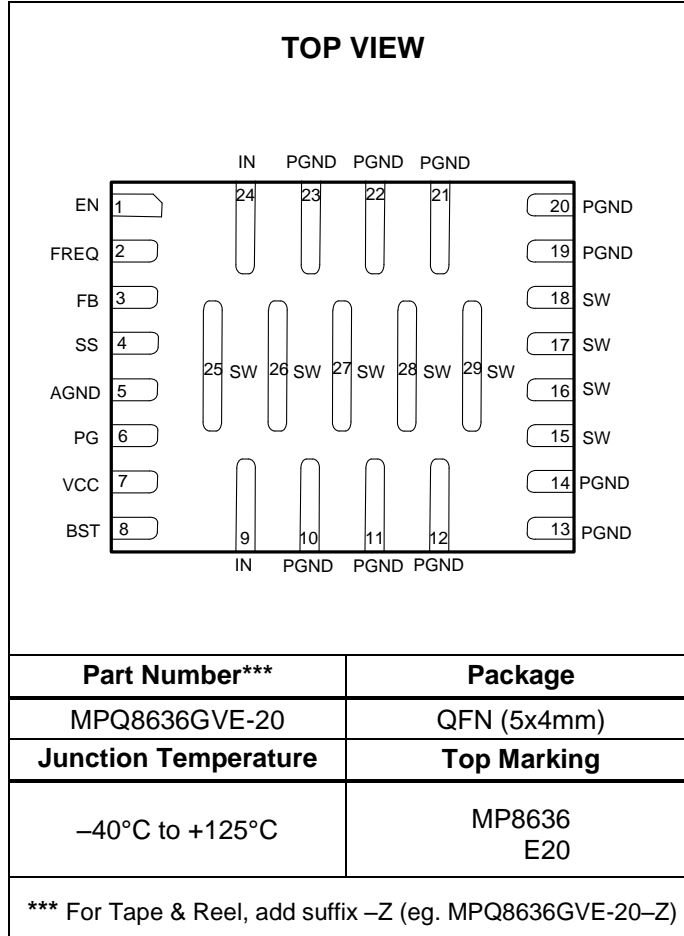 TOP VIEW
IN PGND PGND PGND
24 23 22 21
EN 1 20 PGND
FREQ 2 19 PGND
FB 3 18 SW
SS 4 17 SW
25 SW 26 SW 27 SW 28 SW 29 SW
AGND 5 16 SW
PG 6 15 SW
VCC 7 14 PGND
BST 8 13 PGND
9 10 11 12
IN PGND PGND PGND
Part Number*** Package
MPQ8636GVE-20 QFN (5x4mm)
Junction Temperature Top Marking
–40°C to +125°C MP8636
E20
*** For Tape & Reel, add suffix –Z (eg. MPQ8636GVE-20–Z)